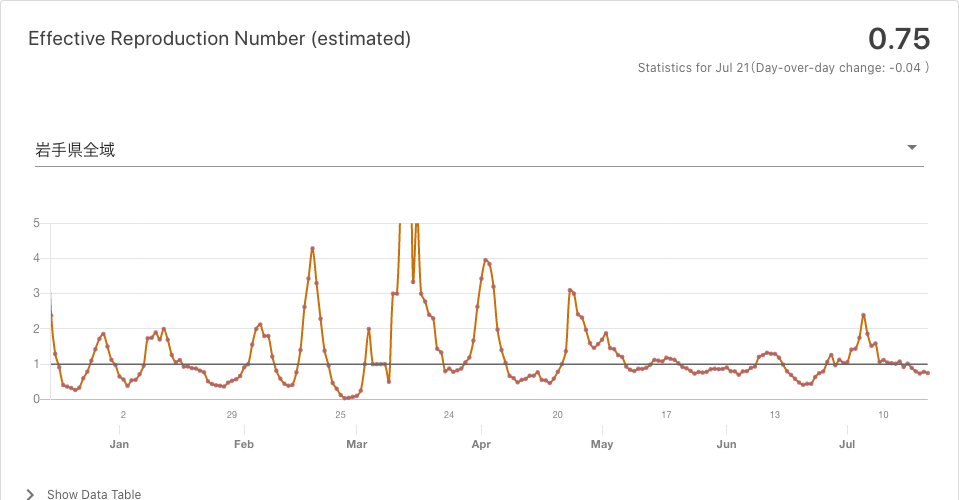 Effective Reproduction Number (estimated)
0.75
Statistics for Jul 21(Day-over-day change: -0.04 )
岩手県全域
5
4
3
2
1
0
2 29 25 24 20 17 13 10
Jan Feb Mar Apr May Jun Jul
Show Data Table